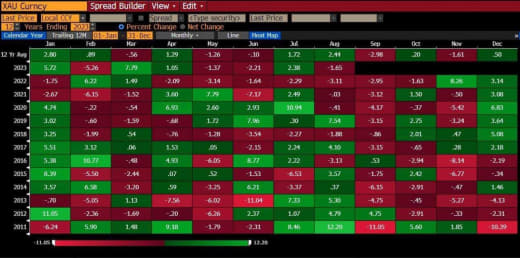 XAU Curncy Spread Builder View Edit
Last Price Local CCY Spread <Type security>
12 Years Ending 2023 Percent Change Net Change
Calendar Year Trailing 12M 01-Jan 31 Dec Monthly Line Heat Map
Jan Feb Mar Apr May Jun Jul Aug Sep Oct Nov Dec
12 Yr Avg 2.80 .89 -.56 1.29 -1.26 -.10 1.72 2.44 -2.98 .20 -1.61 .50
2023 5.72 -5.26 7.79 1.05 -1.37 -2.21 2.38 -1.65
2022 -1.75 6.22 1.49 -2.09 -3.14 -1.64 -2.29 -3.11 -2.95 -1.63 8.26 3.14
2021 -2.67 -6.15 -1.52 3.60 7.79 -7.17 2.49 -.03 -3.12 1.50 -.50 3.08
2020 4.74 -.22 -.54 6.93 2.60 2.93 10.94 -.41 -4.17 -.37 -5.42 6.83
2019 3.02 -.60 -1.59 -.68 1.72 7.96 .30 7.54 -3.15 2.75 -3.24 3.64
2018 3.25 -1.99 .54 -.76 -1.28 -3.54 -2.27 -1.88 -.86 2.01 .47 5.08
2017 5.51 3.12 .06 1.53 .05 -2.15 2.24 4.10 -3.15 -.65 .28 2.18
2016 5.38 10.77 -.48 4.93 -6.05 8.77 2.22 -3.13 .53 -2.94 -8.14 -2.19
2015 8.39 -5.50 -2.44 .07 .52 -1.53 -6.53 3.57 -1.75 2.42 -6.77 -.34
2014 3.57 6.58 -3.20 .59 -3.25 6.21 -3.37 .37 -6.15 -2.91 -.47 1.46
2013 -.70 -5.05 1.13 -7.56 -6.02 -11.04 7.33 5.30 -4.75 -.45 -5.27 -4.13
2012 11.05 -2.36 -1.69 -.20 -6.26 2.37 1.07 4.79 4.75 -2.91 -.33 -2.31
2011 -6.24 5.90 1.48 9.18 -1.79 -2.31 8.46 12.28 -11.05 5.60 1.85 -10.39
-11.05 12.28